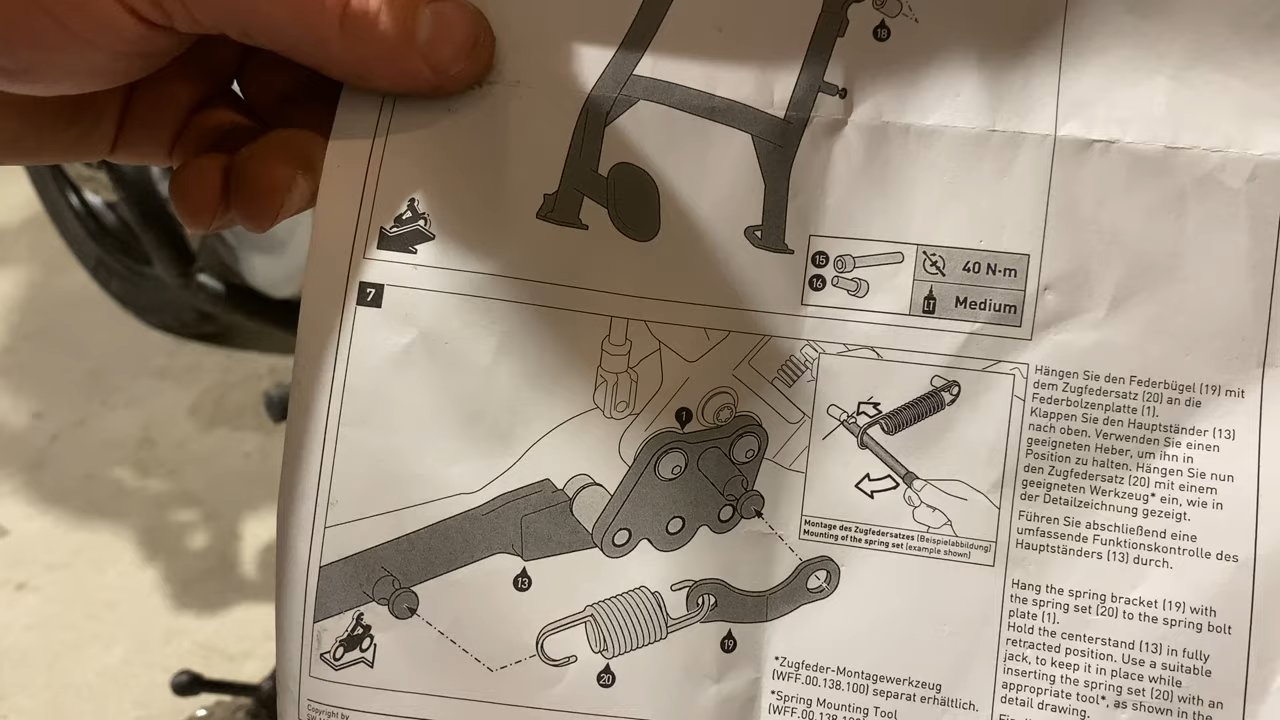 18
15
16
40 N·m
LT
Medium
7
1
13
19
20
Montage des Zugfedersatzes (Beispielabbildung)
Mounting of the spring set (example shown)
Hängen Sie den Federbügel (19) mit
dem Zugfedersatz (20) an die
Federbolzenplatte (1).
Klappen Sie den Hauptständer (13)
nach oben. Verwenden Sie einen
geeigneten Heber, um ihn in
Position zu halten. Hängen Sie nun
den Zugfedersatz (20) mit einem
geeigneten Werkzeug* ein, wie in
der Detailzeichnung gezeigt.
Führen Sie abschließend eine
umfassende Funktionskontrolle des
Hauptständers (13) durch.
Hang the spring bracket (19) with
the spring set (20) to the spring bolt
plate (1).
Hold the centerstand (13) in fully
retracted position. Use a suitable
jack, to keep it in place while
inserting the spring set (20) with an
appropriate tool*, as shown in the
detail drawing.
*Zugfeder-Montagewerkzeug
(WFF.00.138.100) separat erhältlich.
*Spring Mounting Tool
(WFF.00.138.100)
Copyright by